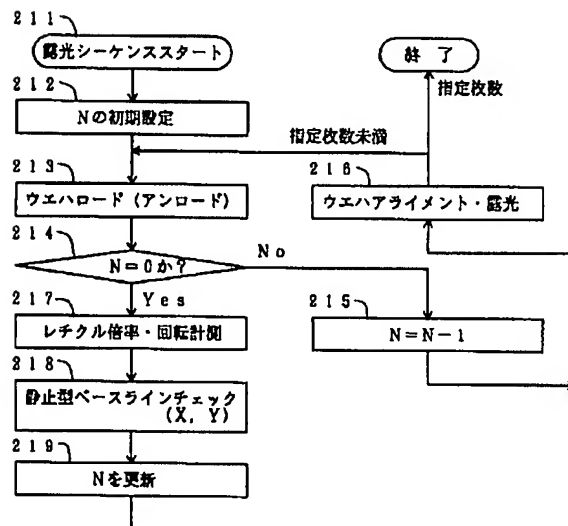 211
露光シーケンススタート
212
Nの初期設定
213
ウエハロード(アンロード)
214
N=0か?
No
Yes
217
レチクル倍率・回転計測
218
静止型ベースラインチェック
(X, Y)
219
Nを更新
終 了
指定枚数
指定枚数未満
216
ウエハアライメント・露光
215
N=N-1